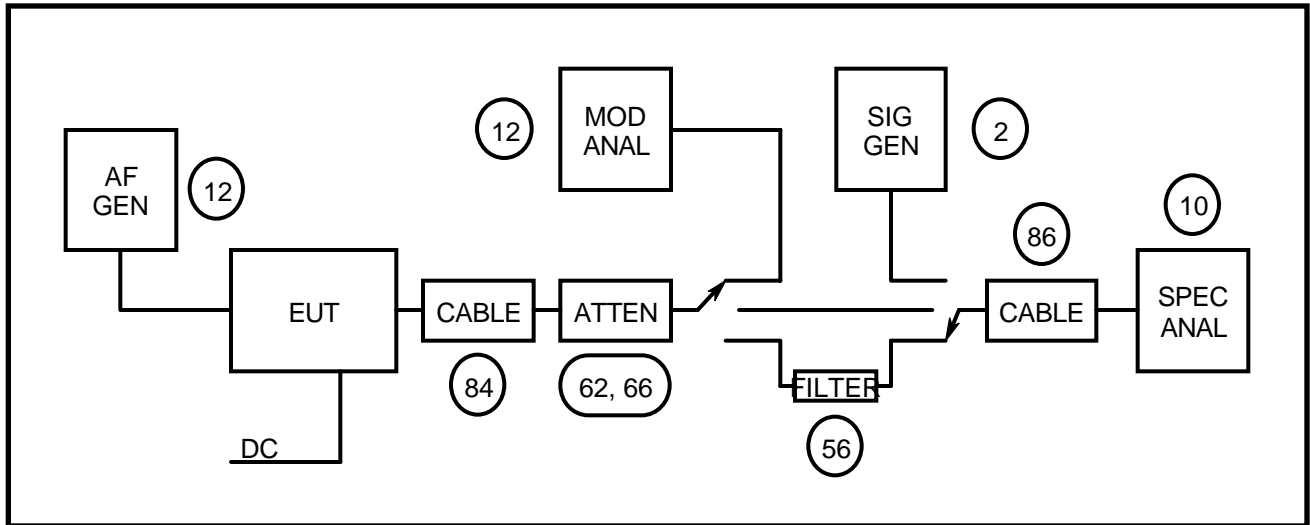 MOD
ANAL
12
SIG
GEN
2
AF
GEN
12
10
86
EUT
CABLE
ATTEN
CABLE
SPEC
ANAL
84
62, 66
FILTER
56
DC